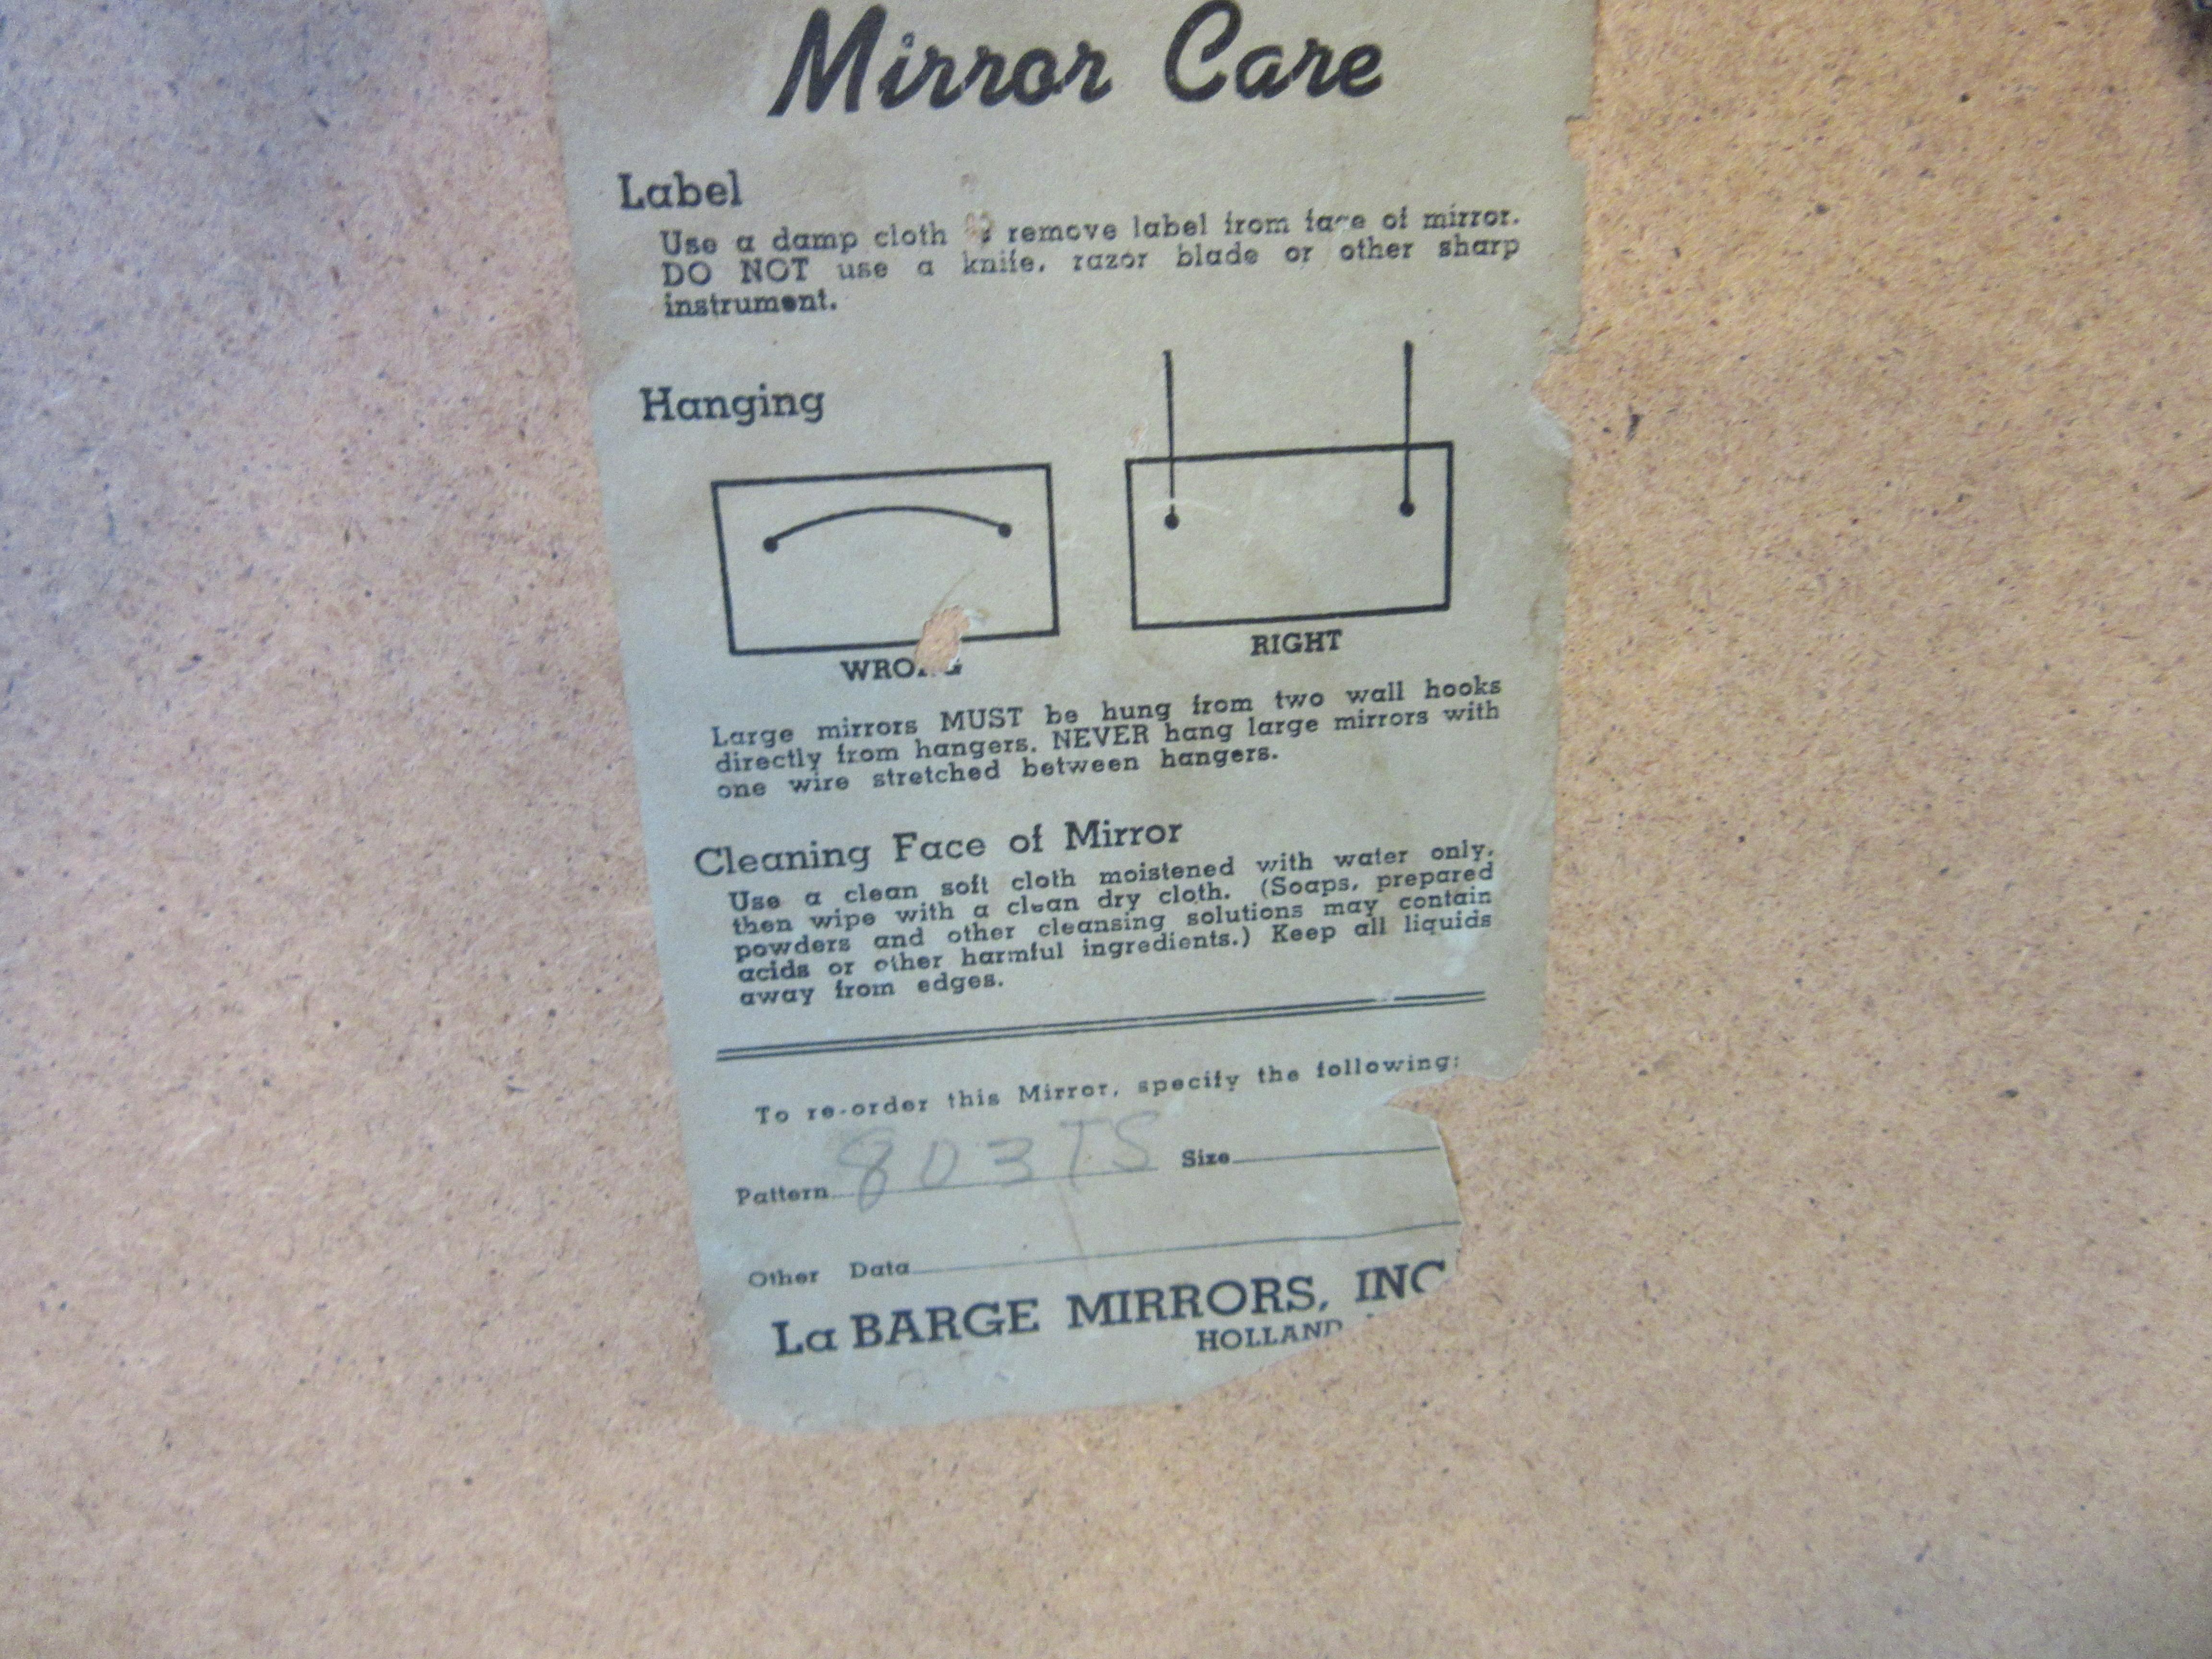 Mirror Care
Label
Use a damp cloth remove label from face of mirror.
DO NOT use a knife, razor blade or other sharp
instrument.
Hanging
WRONG
RIGHT
Large mirrors MUST be hung from two wall hooks
directly from hangers. NEVER hang large mirrors with
one wire stretched between hangers.
Cleaning Face of Mirror
Use a clean soft cloth moistened with water only,
then wipe with a clean dry cloth. (Soaps, prepared
powders and other cleansing solutions may contain
acids or other harmful ingredients.) Keep all liquids
away from edges.
To re-order this Mirror, specify the following:
Pattern 803TS Size
Other Data
La BARGE MIRRORS, INC
HOLLAND